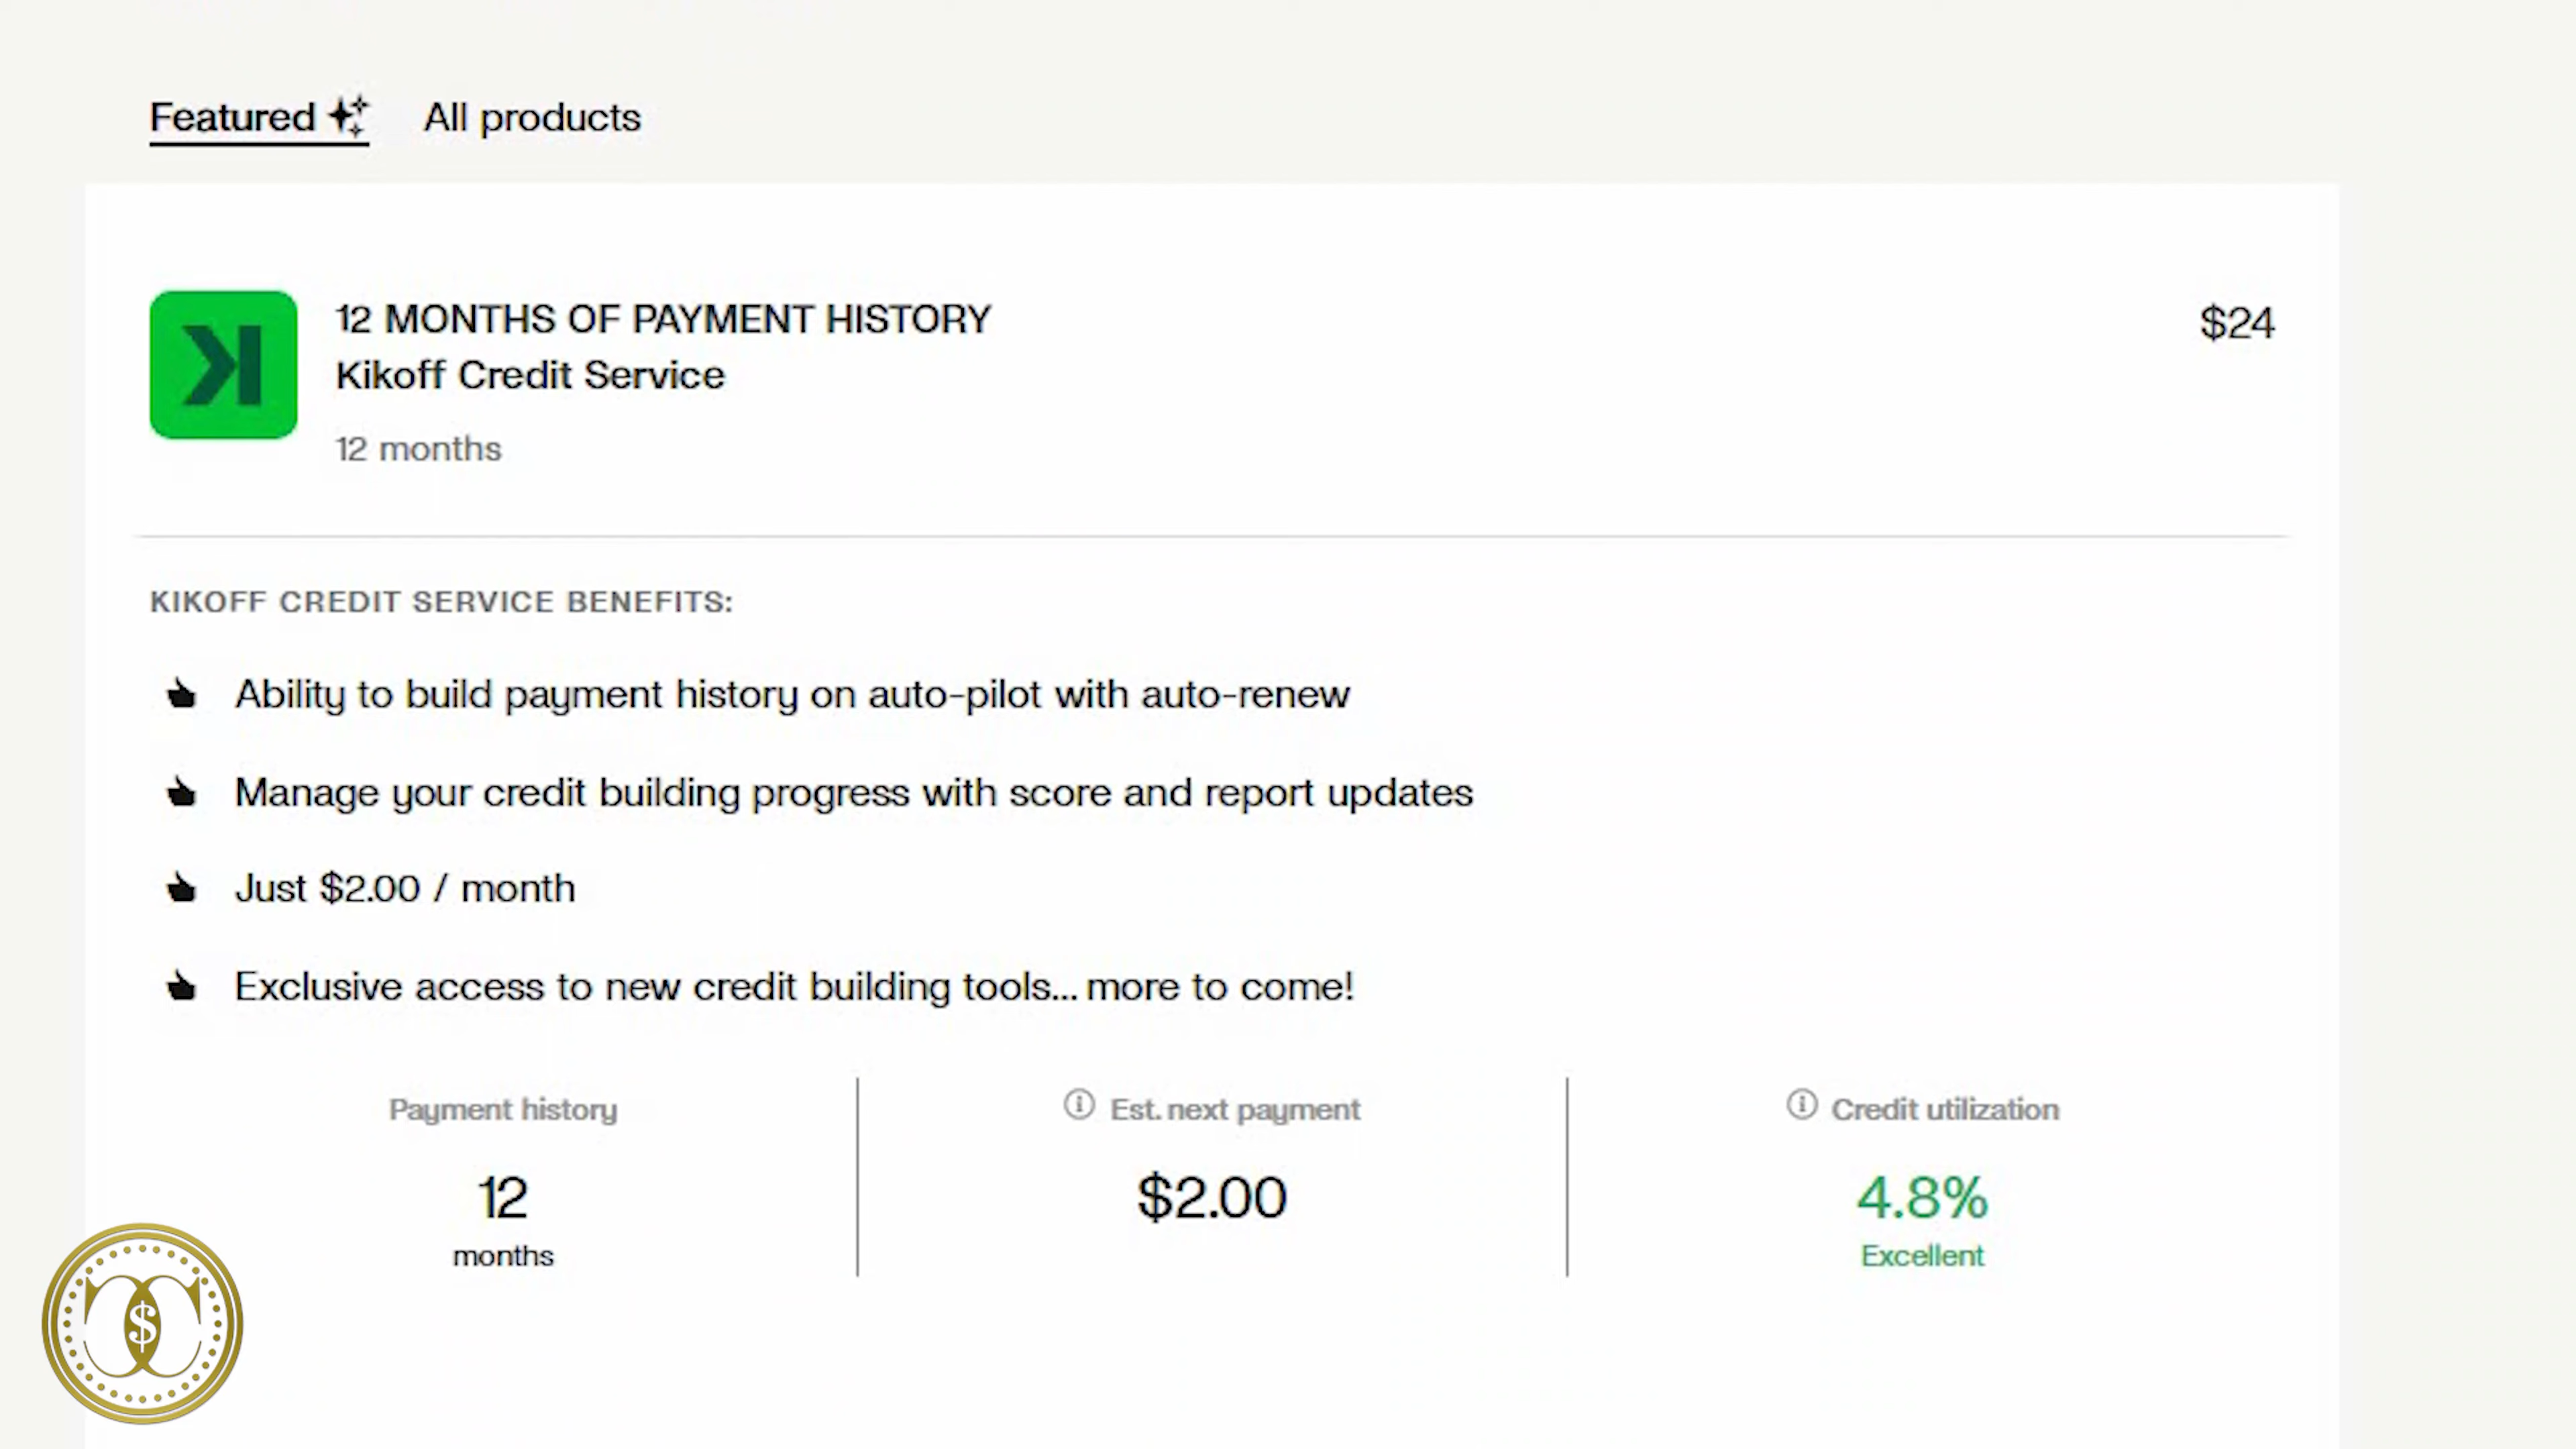 Featured
All products
12 MONTHS OF PAYMENT HISTORY
$24
Kikoff Credit Service
12 months
KIKOFF CREDIT SERVICE BENEFITS:
Ability to build payment history on auto-pilot with auto-renew
Manage your credit building progress with score and report updates
Just $2.00 / month
Exclusive access to new credit building tools... more to come!
Payment history
12
months
Est. next payment
$2.00
Credit utilization
4.8%
Excellent
$